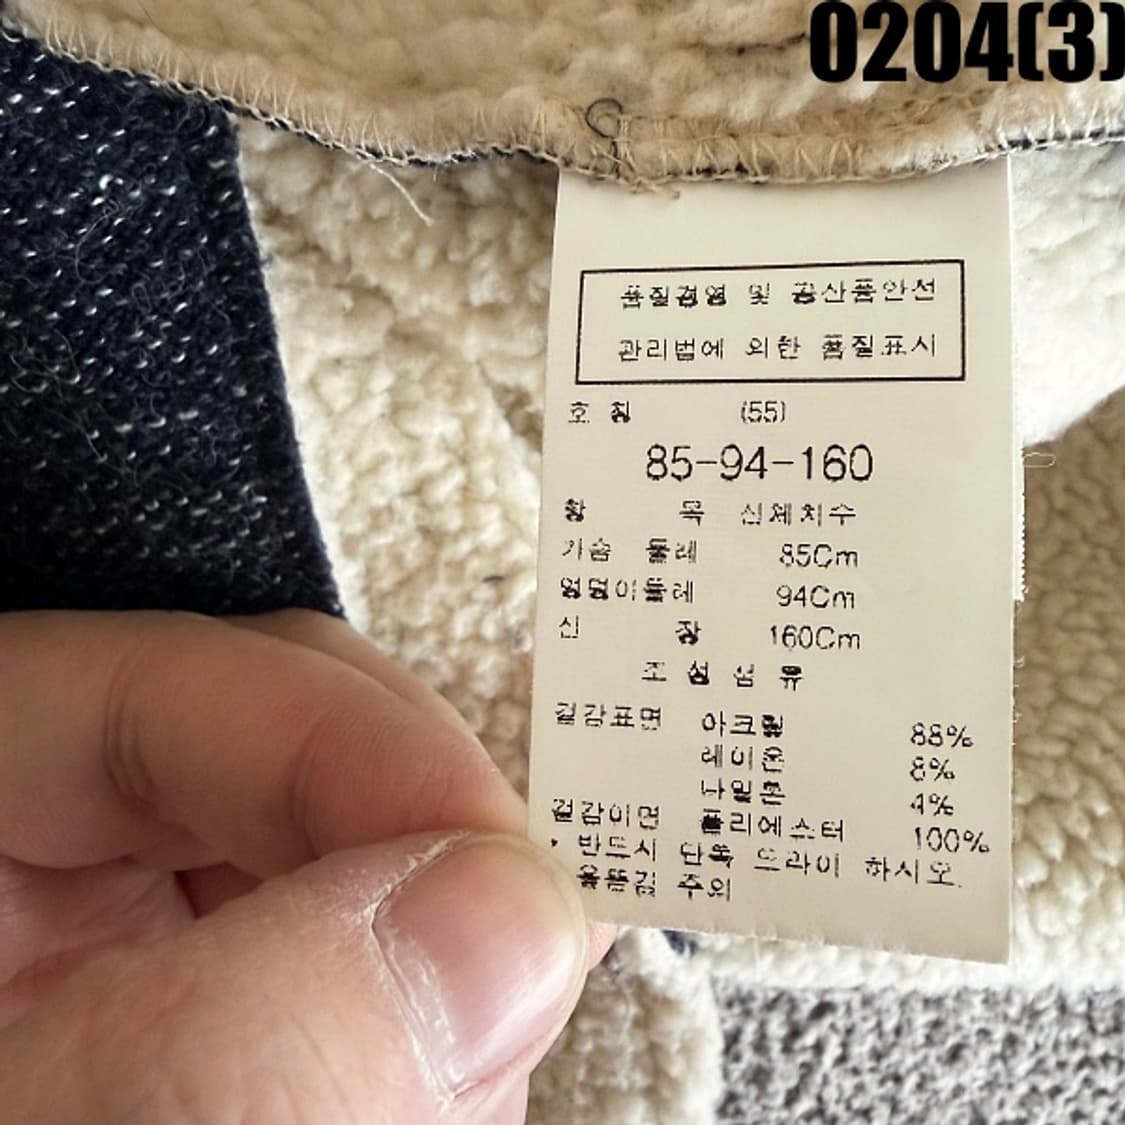 0204(3)
품질경영 및 공산품안전
관리법에 의한 품질표시
호 칭 (55)
85-94-160
항 목 신체치수
가슴 둘레 85Cm
엉덩이둘레 94Cm
신 장 160Cm
조 성 섬 유
겉감표면 아크릴 88%
레이온 8%
나일론 4%
겉감이면 폴리에스터 100%
• 반드시 단독 드라이 하시오.
올뜯김 주의